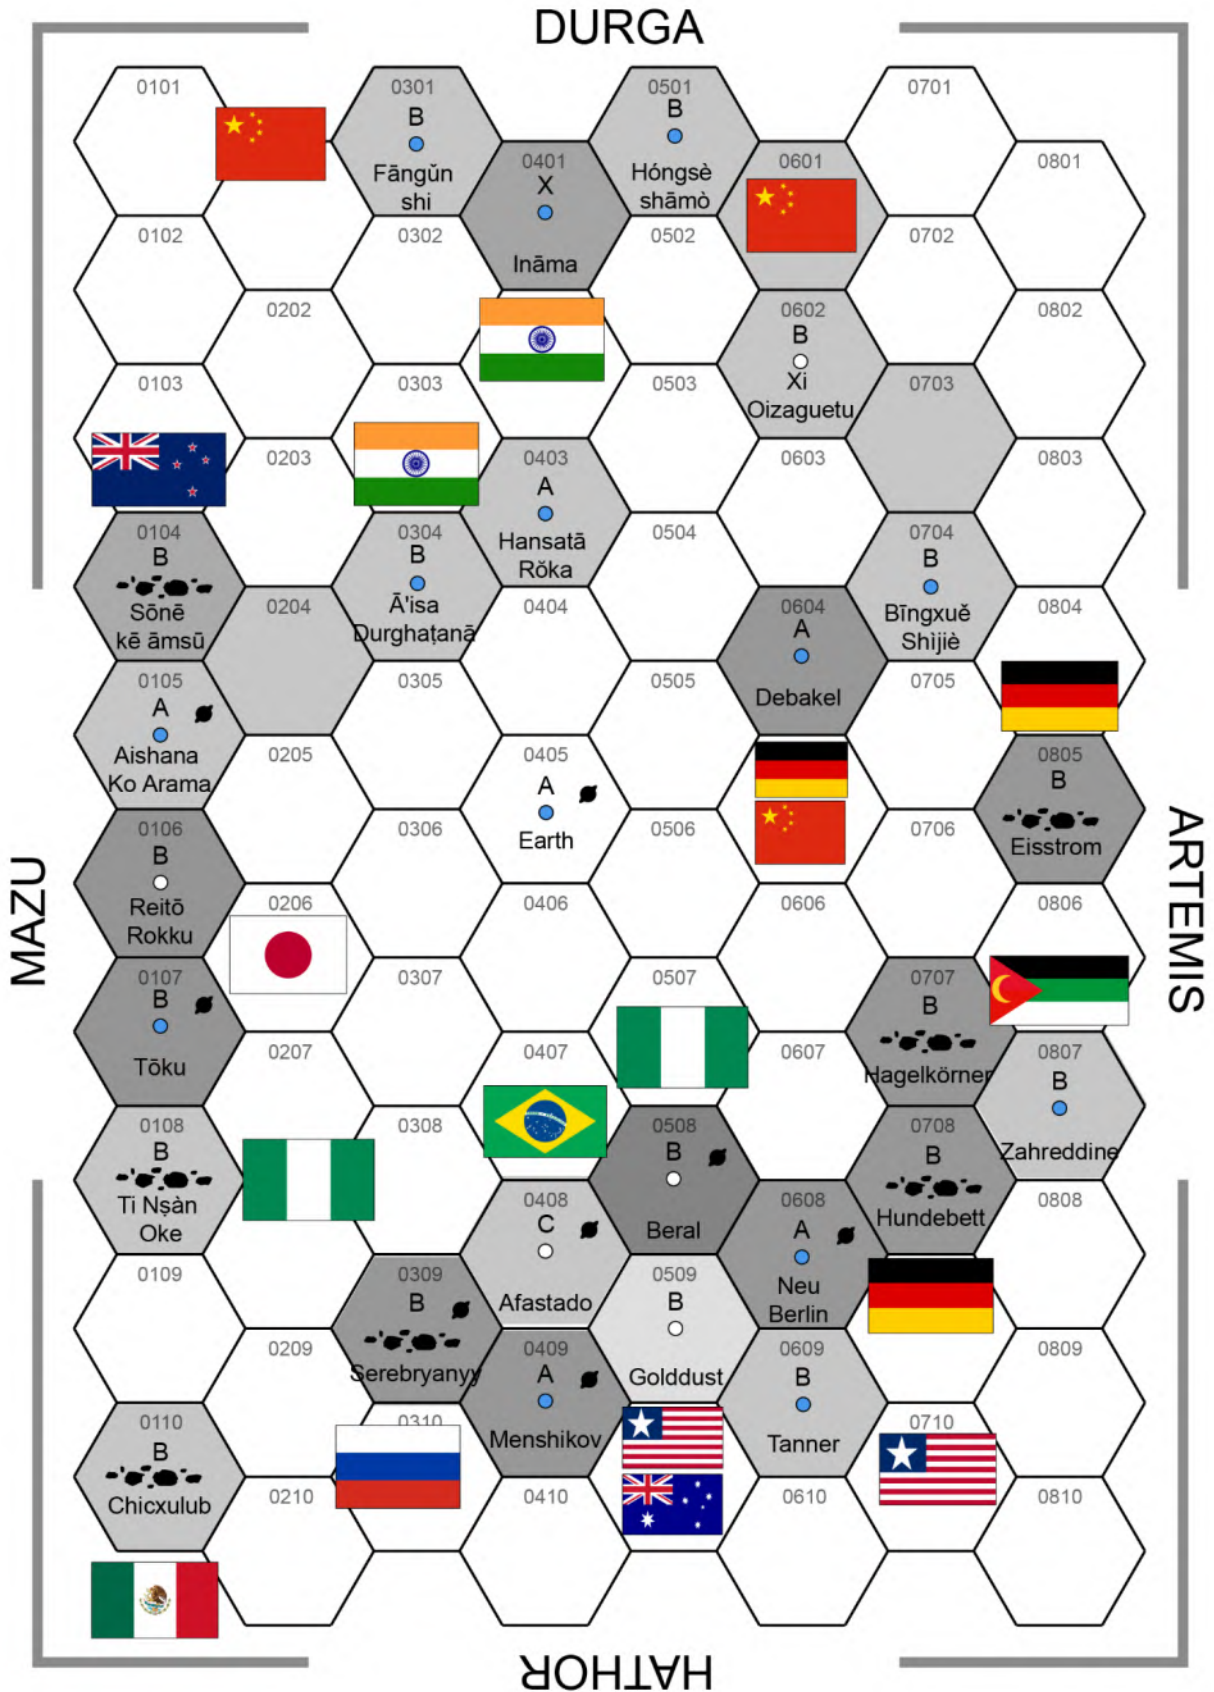 DURGA
0101
0301
B
Fāngǔn
shi
0501
B
Hóngsè
shāmò
0701
0401
X
Ināma
0601
0801
0102
0302
0502
0702
0202
0602
B
Xi
Oizaguetu
0802
0103
0303
0503
0703
0203
0403
A
Hansatā
Rŏka
0603
0803
0104
B
Sōnē
kē āmsū
0304
B
Ā'isa
Durghaṭanā
0504
0704
B
Bīngxuě
Shìjiè
0204
0404
0604
A
Debakel
0804
0105
A
Aishana
Ko Arama
0305
0505
0705
0205
0405
A
Earth
0805
B
Eisstrom
0106
B
Reitō
Rokku
0306
0506
0706
MAZU
ARTEMIS
0206
0406
0606
0806
0107
B
Tōku
0307
0507
0707
B
Hagelkörner
0207
0407
0607
0807
B
Zahreddine
0108
B
Ti Nṣàn
Oke
0308
0508
B
Beral
0708
B
Hundebett
0408
C
Afastado
0608
A
Neu
Berlin
0808
0109
0309
B
Serebryanyy
0509
B
Golddust
0209
0409
A
Menshikov
0609
B
Tanner
0809
0110
B
Chicxulub
0310
0710
0210
0410
0610
0810
HATHOR